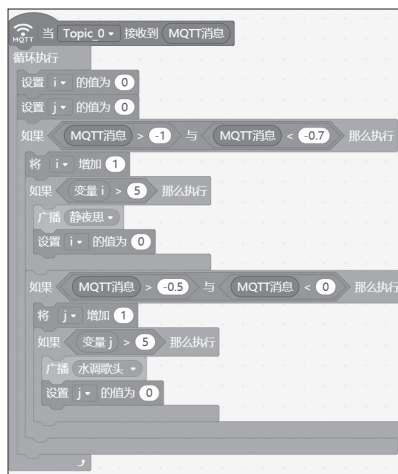 MQTT 当 Topic_0 接收到 MQTT消息
循环执行
设置 i 的值为 0
设置 j 的值为 0
如果 MQTT消息 > -1 与 MQTT消息 < -0.7 那么执行
将 i 增加 1
如果 变量 i > 5 那么执行
广播 静夜思
设置 i 的值为 0
如果 MQTT消息 > -0.5 与 MQTT消息 < 0 那么执行
将 j 增加 1
如果 变量 j > 5 那么执行
广播 水调歌头
设置 j 的值为 0